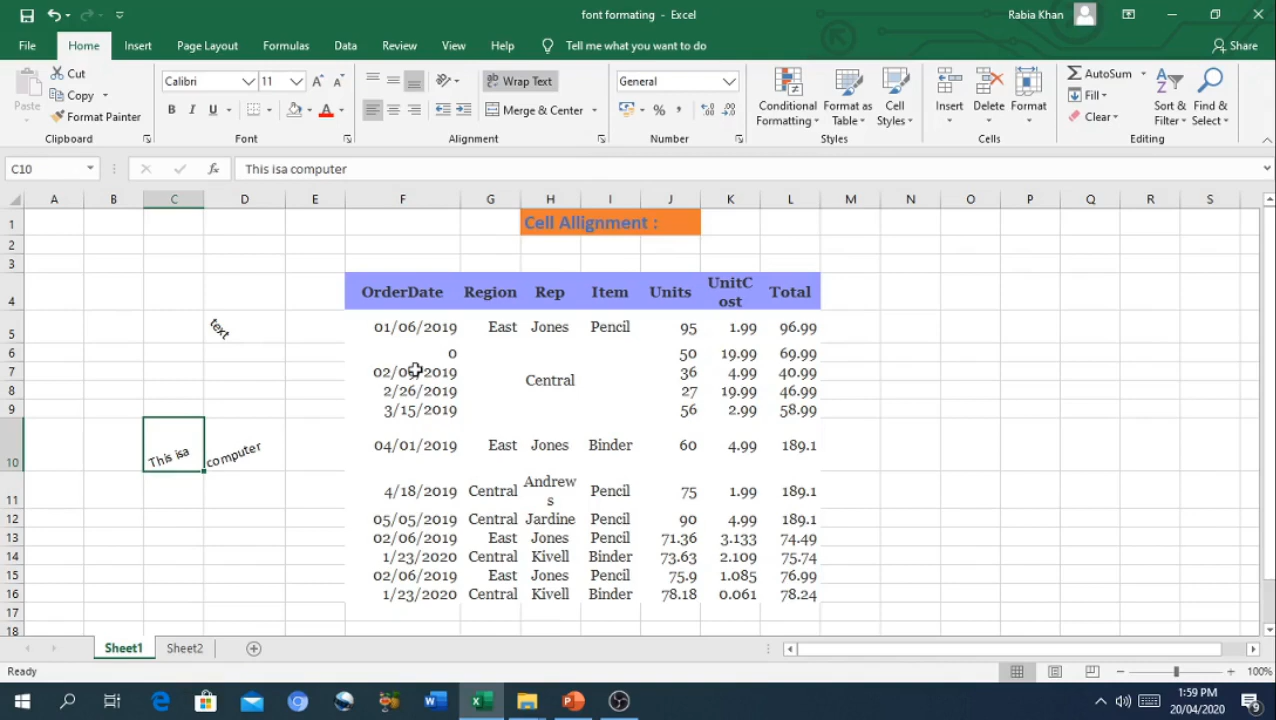 font formating - Excel
Rabia Khan
File Home Insert Page Layout Formulas Data Review View Help Tell me what you want to do Share
Paste
Cut
Copy
Format Painter
Clipboard
Calibri 11
B I U A
Font
Wrap Text
Merge & Center
Alignment
General
% ,
Number
Conditional Formatting
Format as Table
Cell Styles
Styles
Insert Delete Format
Cells
AutoSum
Fill
Clear
Sort & Filter
Find & Select
Editing
C10 fx This isa computer
A B C D E F G H I J K L M N O P Q R S
1 Cell Allignment :
2
3
4 OrderDate Region Rep Item Units UnitC ost Total
5 text 01/06/2019 East Jones Pencil 95 1.99 96.99
6 0 Central 50 19.99 69.99
7 02/09/2019 36 4.99 40.99
8 2/26/2019 27 19.99 46.99
9 3/15/2019 56 2.99 58.99
10 This isa computer 04/01/2019 East Jones Binder 60 4.99 189.1
11 4/18/2019 Central Andrew s Pencil 75 1.99 189.1
12 05/05/2019 Central Jardine Pencil 90 4.99 189.1
13 02/06/2019 East Jones Pencil 71.36 3.133 74.49
14 1/23/2020 Central Kivell Binder 73.63 2.109 75.74
15 02/06/2019 East Jones Pencil 75.9 1.085 76.99
16 1/23/2020 Central Kivell Binder 78.18 0.061 78.24
17
18
Sheet1 Sheet2
Ready
100%
1:59 PM
20/04/2020
9